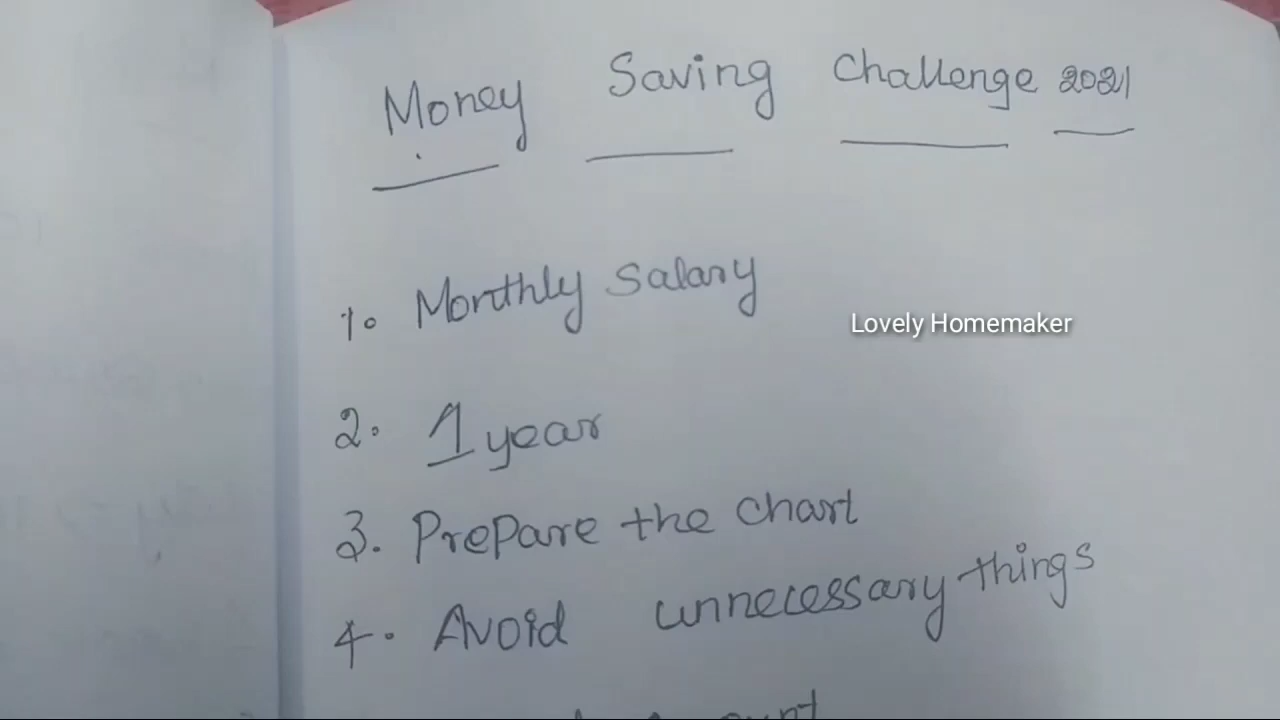 Money Saving Challenge 2021
1. Monthly Salary
Lovely Homemaker
2. 1 year
3. Prepare the chart
4. Avoid unnecessary things